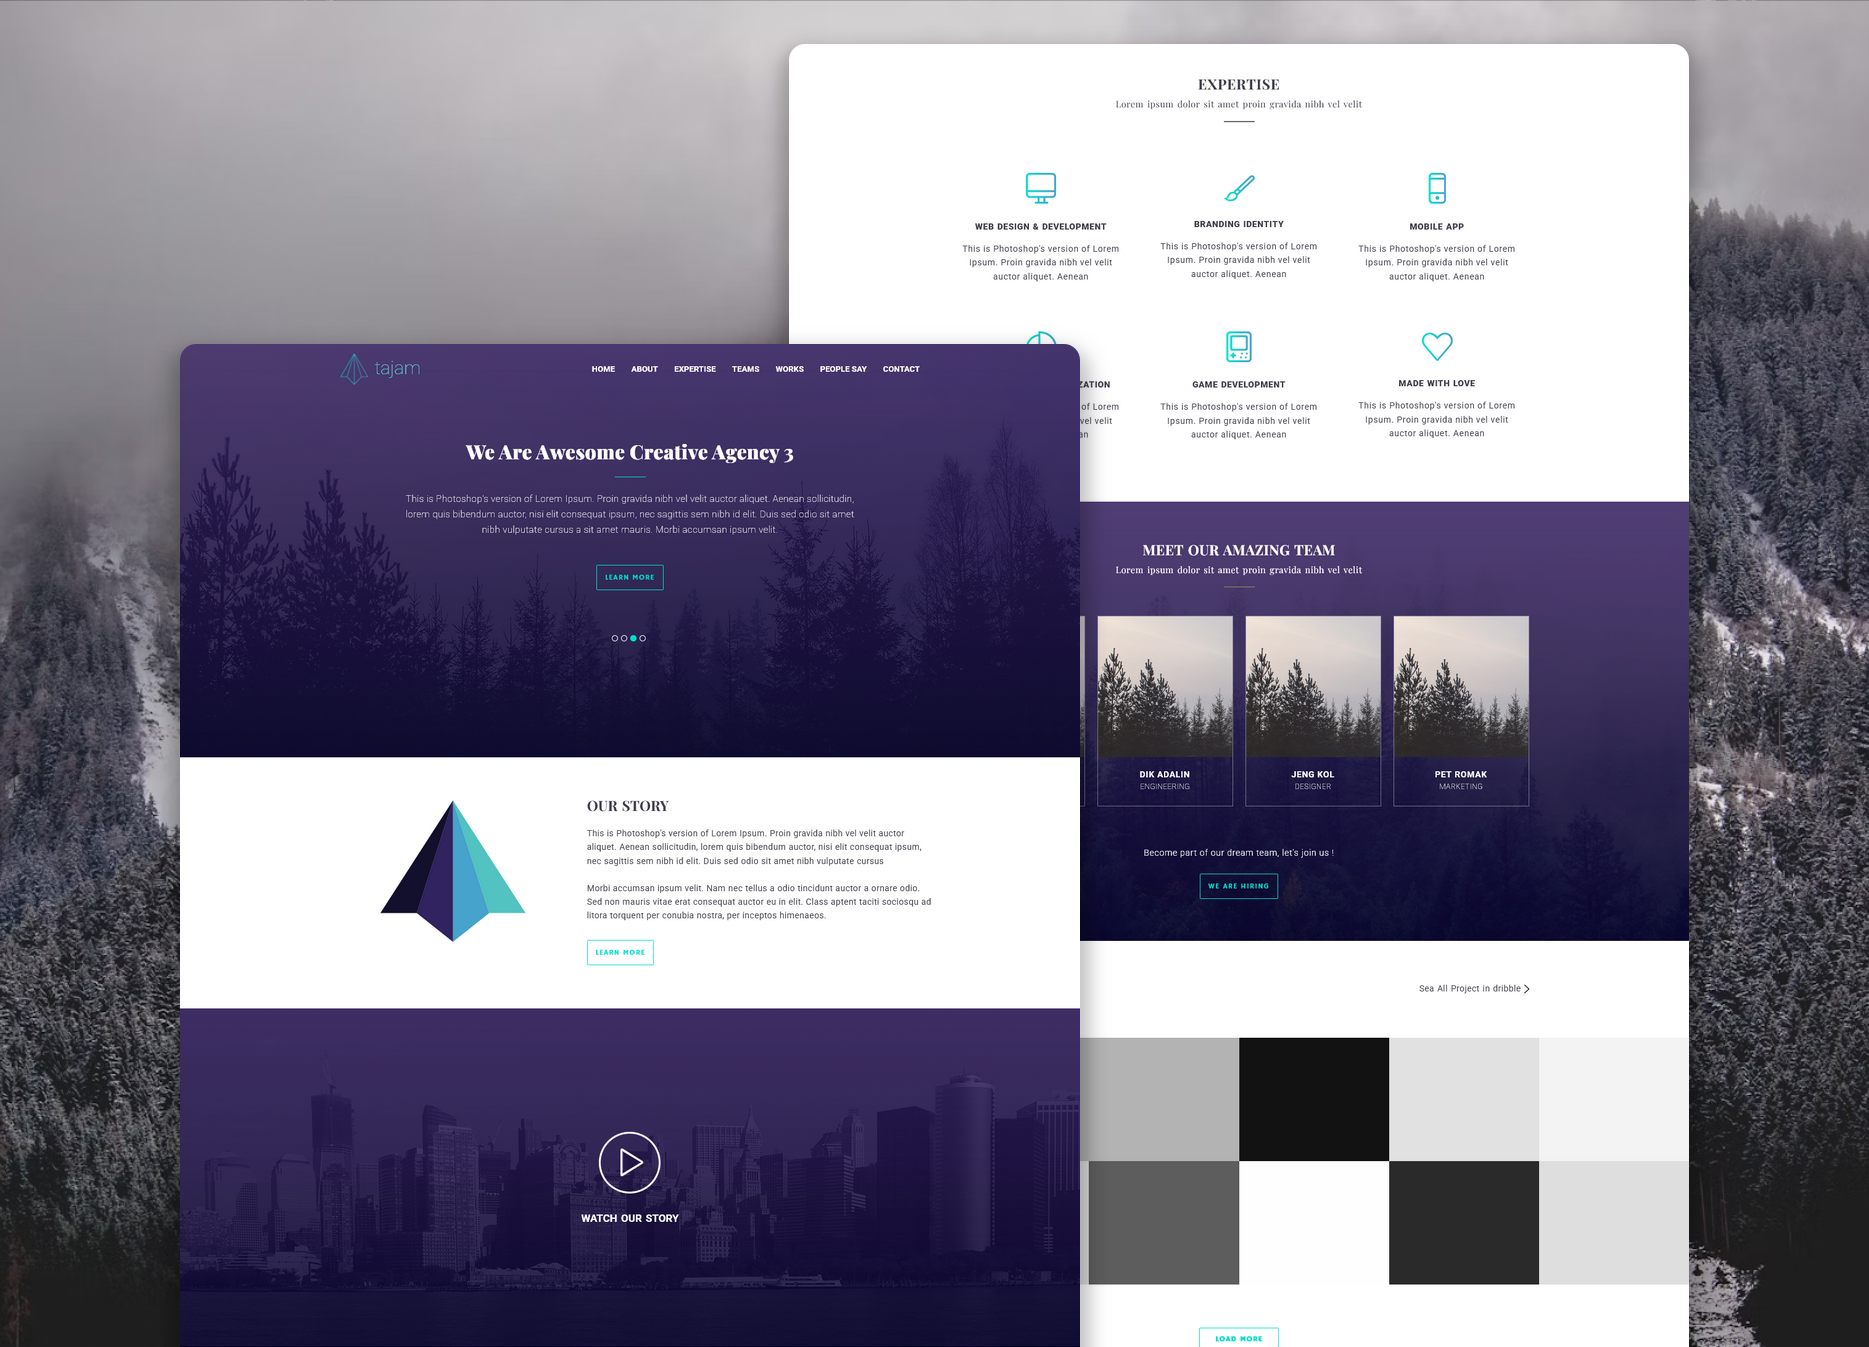 EXPERTISE
Lorem ipsum dolor sit amet proin gravida nibh vel velit
WEB DESIGN & DEVELOPMENT
This is Photoshop's version of Lorem
Ipsum. Proin gravida nibh vel velit
auctor aliquet. Aenean
BRANDING IDENTITY
This is Photoshop's version of Lorem
Ipsum. Proin gravida nibh vel velit
auctor aliquet. Aenean
MOBILE APP
This is Photoshop's version of Lorem
Ipsum. Proin gravida nibh vel velit
auctor aliquet. Aenean
ZATION
of Lorem
vel velit
an
GAME DEVELOPMENT
This is Photoshop's version of Lorem
Ipsum. Proin gravida nibh vel velit
auctor aliquet. Aenean
MADE WITH LOVE
This is Photoshop's version of Lorem
Ipsum. Proin gravida nibh vel velit
auctor aliquet. Aenean
MEET OUR AMAZING TEAM
Lorem ipsum dolor sit amet proin gravida nibh vel velit
DIK ADALIN
ENGINEERING
JENG KOL
DESIGNER
PET ROMAK
MARKETING
Become part of our dream team, let's join us !
WE ARE HIRING
Sea All Project in dribble
LOAD MORE
tajam
HOME ABOUT EXPERTISE TEAMS WORKS PEOPLE SAY CONTACT
We Are Awesome Creative Agency 3
This is Photoshop's version of Lorem Ipsum. Proin gravida nibh vel velit auctor aliquet. Aenean sollicitudin,
lorem quis bibendum auctor, nisi elit consequat ipsum, nec sagittis sem nibh id elit. Duis sed odio sit amet
nibh vulputate cursus a sit amet mauris. Morbi accumsan ipsum velit.
LEARN MORE
OUR STORY
This is Photoshop's version of Lorem Ipsum. Proin gravida nibh vel velit auctor
aliquet. Aenean sollicitudin, lorem quis bibendum auctor, nisi elit consequat ipsum,
nec sagittis sem nibh id elit. Duis sed odio sit amet nibh vulputate cursus
Morbi accumsan ipsum velit. Nam nec tellus a odio tincidunt auctor a ornare odio.
Sed non mauris vitae erat consequat auctor eu in elit. Class aptent taciti sociosqu ad
litora torquent per conubia nostra, per inceptos himenaeos.
LEARN MORE
WATCH OUR STORY